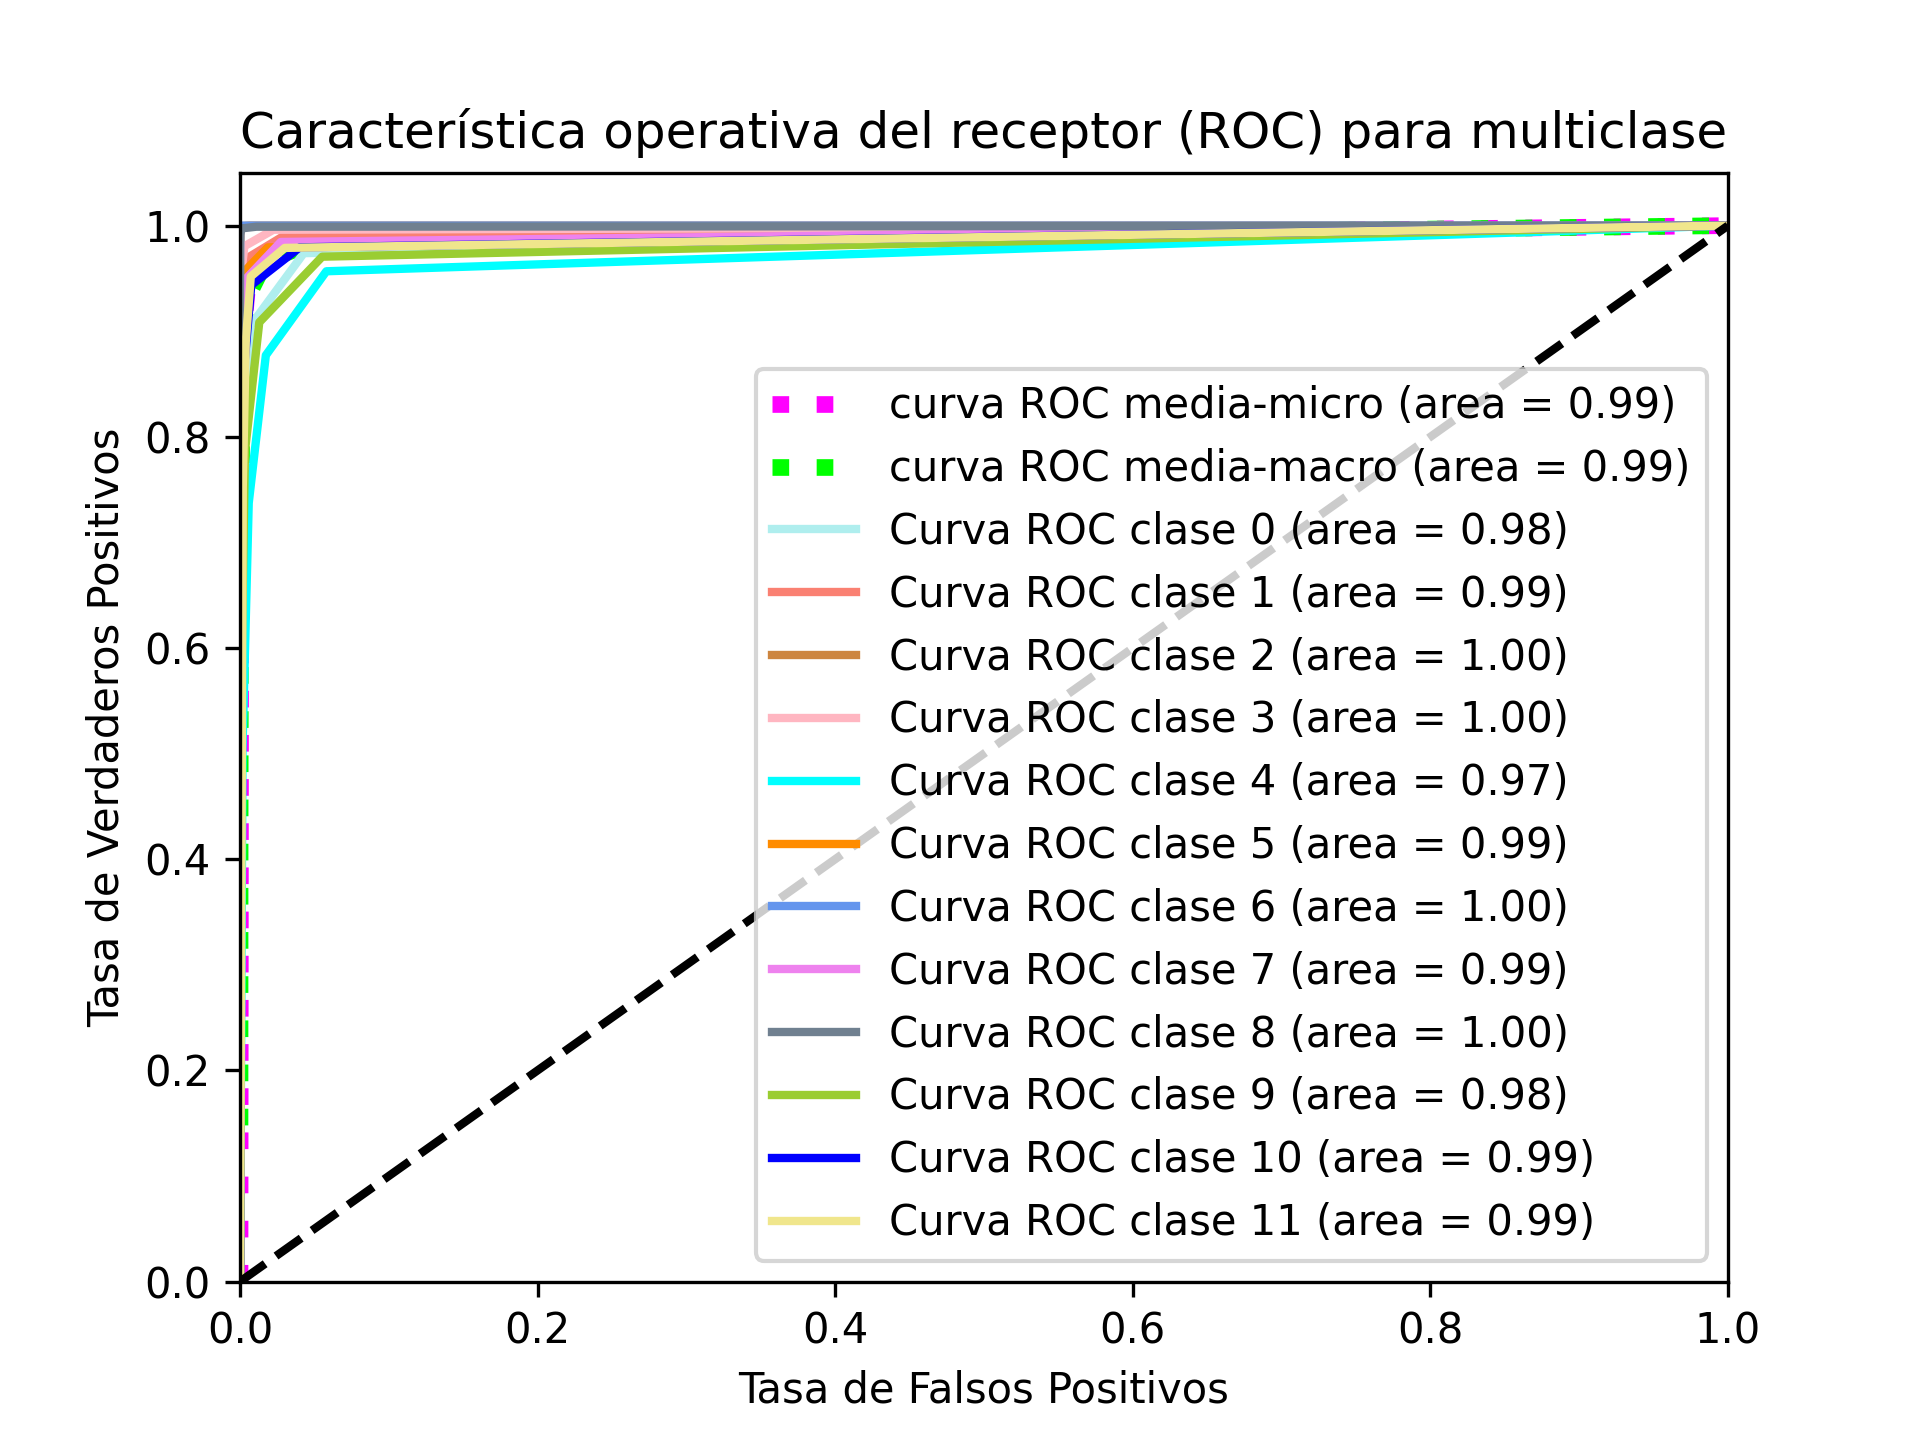 Característica operativa del receptor (ROC) para multiclase
Tasa de Verdaderos Positivos
1.0
0.8
0.6
0.4
0.2
0.0
curva ROC media-micro (area = 0.99)
curva ROC media-macro (area = 0.99)
Curva ROC clase 0 (area = 0.98)
Curva ROC clase 1 (area = 0.99)
Curva ROC clase 2 (area = 1.00)
Curva ROC clase 3 (area = 1.00)
Curva ROC clase 4 (area = 0.97)
Curva ROC clase 5 (area = 0.99)
Curva ROC clase 6 (area = 1.00)
Curva ROC clase 7 (area = 0.99)
Curva ROC clase 8 (area = 1.00)
Curva ROC clase 9 (area = 0.98)
Curva ROC clase 10 (area = 0.99)
Curva ROC clase 11 (area = 0.99)
0.0 0.2 0.4 0.6 0.8 1.0
Tasa de Falsos Positivos